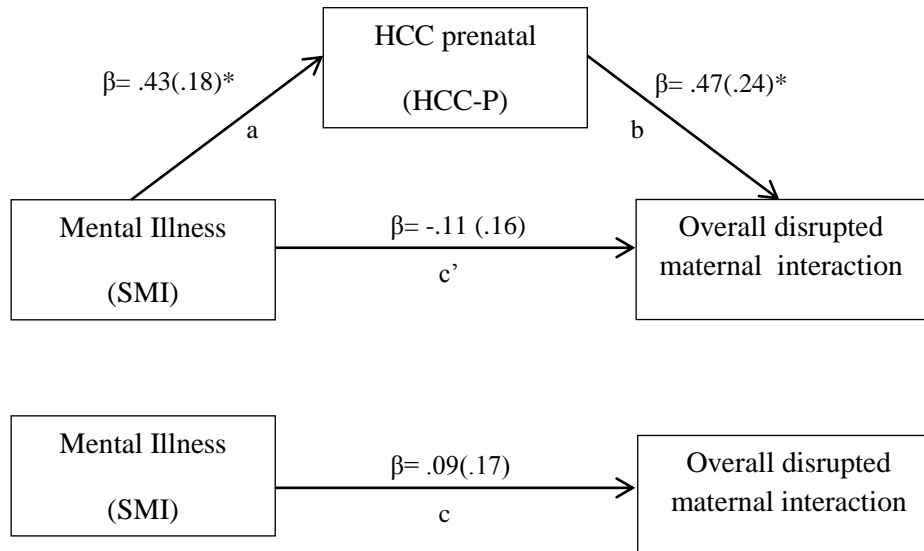 HCC prenatal
(HCC-P)
β= .43(.18)*
β= .47(.24)*
a
b
Mental Illness
(SMI)
β= -.11 (.16)
c’
Overall disrupted
maternal interaction
Mental Illness
(SMI)
β= .09(.17)
c
Overall disrupted
maternal interaction